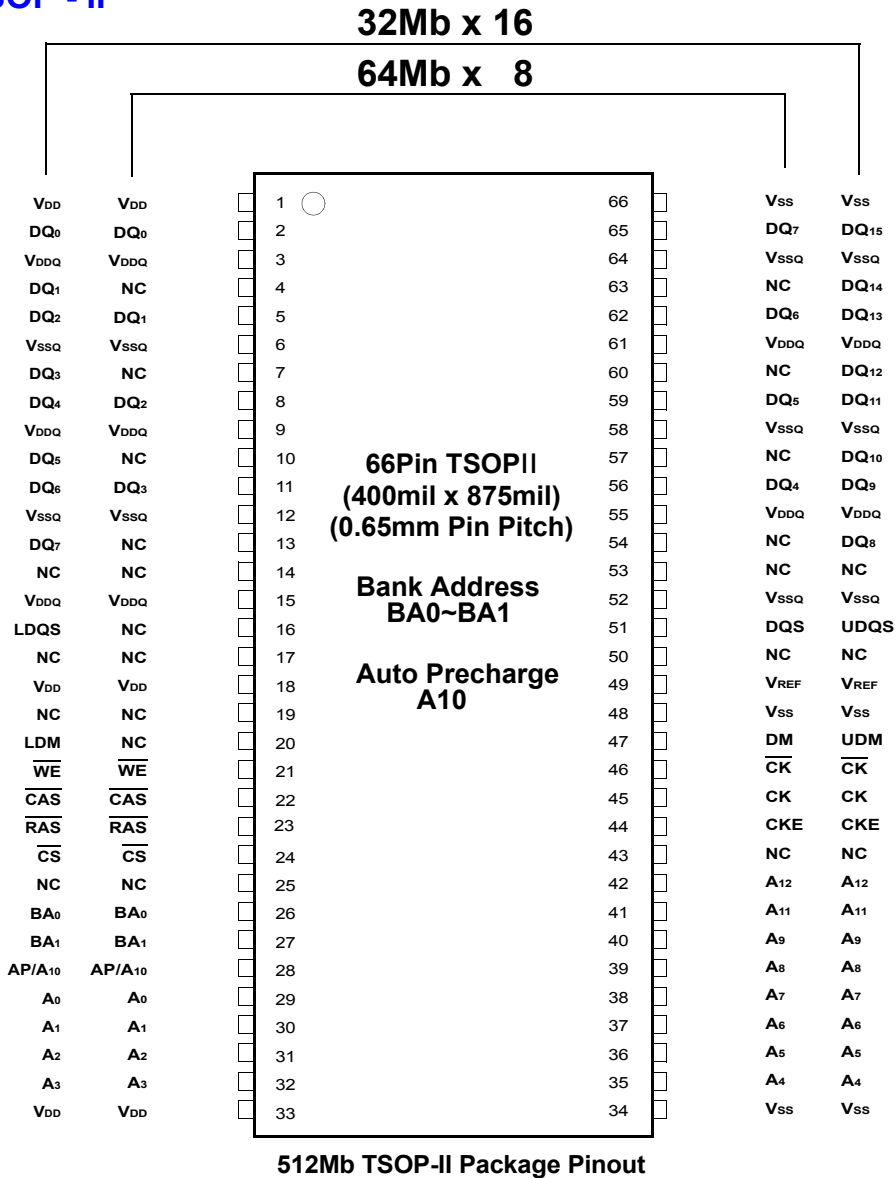 - II
32Mb x 16
64Mb x 8
VDD VDD 1 66 VSS VSS
DQ0 DQ0 2 65 DQ7 DQ15
VDDQ VDDQ 3 64 VSSQ VSSQ
DQ1 NC 4 63 NC DQ14
DQ2 DQ1 5 62 DQ6 DQ13
VSSQ VSSQ 6 61 VDDQ VDDQ
DQ3 NC 7 60 NC DQ12
DQ4 DQ2 8 59 DQ5 DQ11
VDDQ VDDQ 9 58 VSSQ VSSQ
DQ5 NC 10 66Pin TSOPII 57 NC DQ10
DQ6 DQ3 11 (400mil x 875mil) 56 DQ4 DQ9
VSSQ VSSQ 12 (0.65mm Pin Pitch) 55 VDDQ VDDQ
DQ7 NC 13 54 NC DQ8
NC NC 14 Bank Address 53 NC NC
VDDQ VDDQ 15 BA0~BA1 52 VSSQ VSSQ
LDQS NC 16 51 DQS UDQS
NC NC 17 Auto Precharge 50 NC NC
VDD VDD 18 A10 49 VREF VREF
NC NC 19 48 VSS VSS
LDM NC 20 47 DM UDM
WE WE 21 46 CK CK
CAS CAS 22 45 CK CK
RAS RAS 23 44 CKE CKE
CS CS 24 43 NC NC
NC NC 25 42 A12 A12
BA0 BA0 26 41 A11 A11
BA1 BA1 27 40 A9 A9
AP/A10 AP/A10 28 39 A8 A8
A0 A0 29 38 A7 A7
A1 A1 30 37 A6 A6
A2 A2 31 36 A5 A5
A3 A3 32 35 A4 A4
VDD VDD 33 34 VSS VSS
512Mb TSOP-II Package Pinout